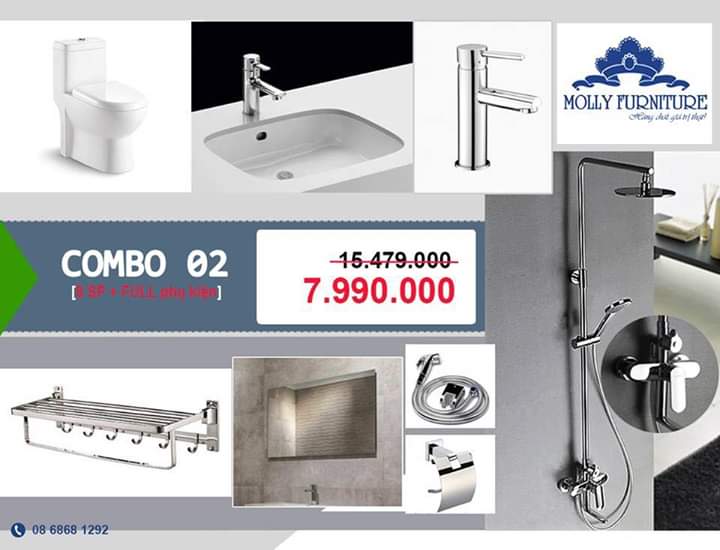 MOLLY FURNITURE
Hàng chất giá trị thật!
COMBO 02
[8 SP + FULL phụ kiện]
15.479.000
7.990.000
08 6868 1292